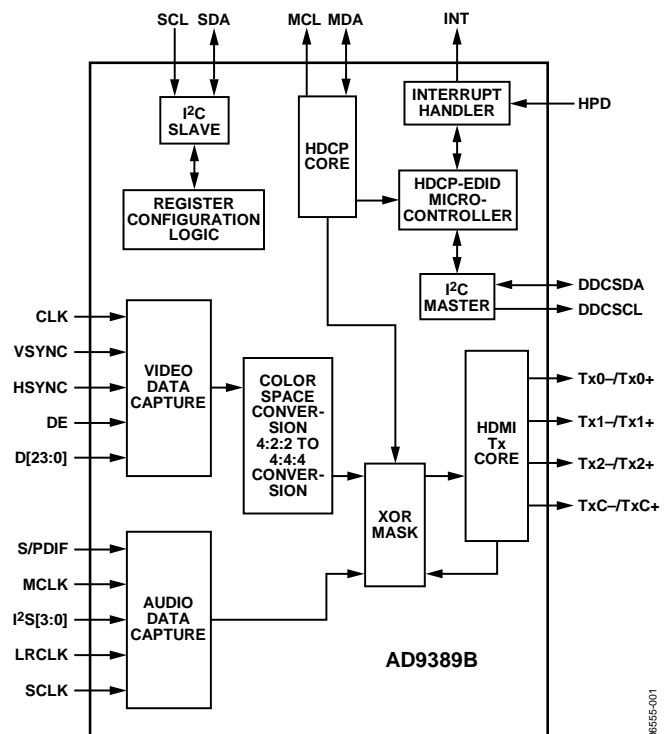 SCL SDA MCL MDA INT
I²C
SLAVE
HDCP
CORE
INTERRUPT
HANDLER
HPD
REGISTER
CONFIGURATION
LOGIC
HDCP-EDID
MICRO-
CONTROLLER
I²C
MASTER
DDCSDA
DDCSCL
CLK
VSYNC
HSYNC
DE
D[23:0]
VIDEO
DATA
CAPTURE
COLOR
SPACE
CONVER-
SION
4:2:2 TO
4:4:4
CONVER-
SION
XOR
MASK
HDMI
Tx
CORE
Tx0–/Tx0+
Tx1–/Tx1+
Tx2–/Tx2+
TxC–/TxC+
S/PDIF
MCLK
I²S[3:0]
LRCLK
SCLK
AUDIO
DATA
CAPTURE
AD9389B
06555-001